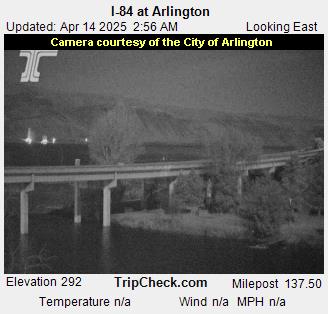 I-84 at Arlington
Updated: Apr 14 2025 2:56 AM Looking East
Camera courtesy of the City of Arlington
Elevation 292 TripCheck.com Milepost 137.50
Temperature n/a Wind n/a MPH n/a